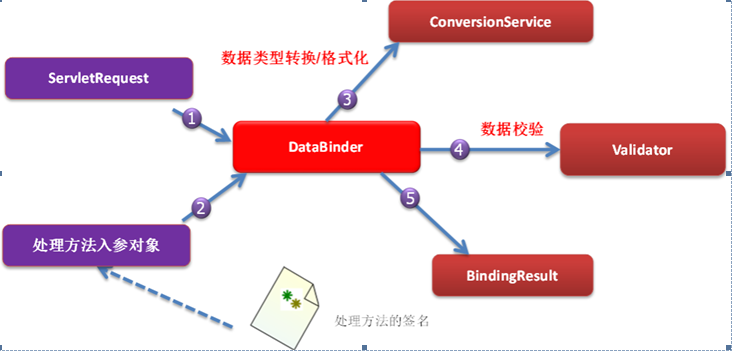 ConversionService
数据类型转换/格式化
ServletRequest
3
1
数据校验
DataBinder
4
Validator
2
5
处理方法入参对象
BindingResult
处理方法的签名